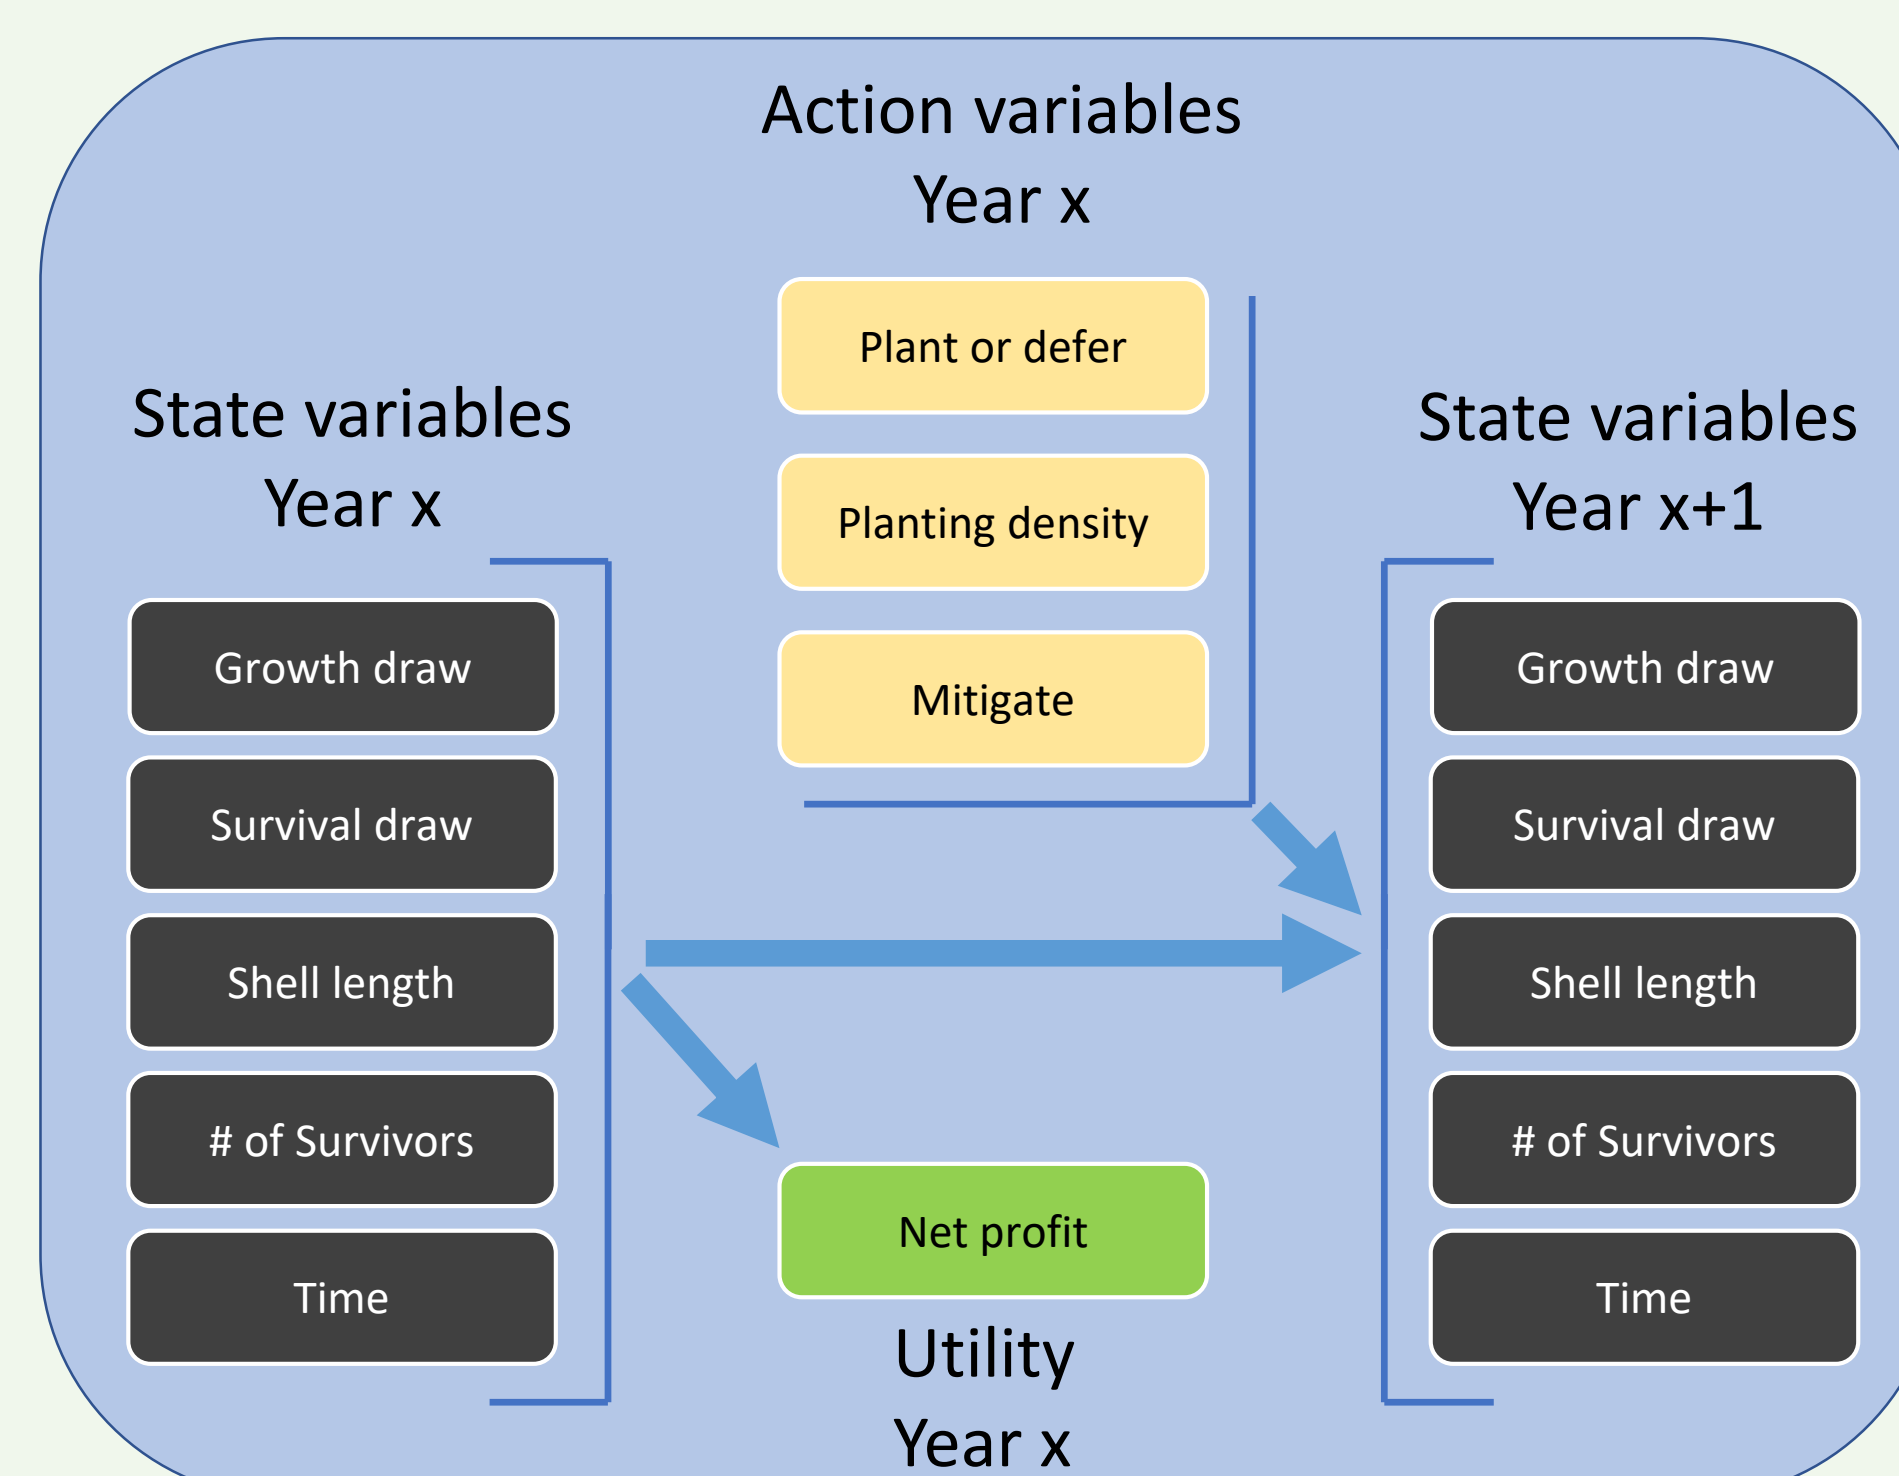 Action variables
Year x
Plant or defer
Planting density
Mitigate
State variables
Year x
Growth draw
Survival draw
Shell length
# of Survivors
Time
State variables
Year x+1
Growth draw
Survival draw
Shell length
# of Survivors
Time
Net profit
Utility
Year x